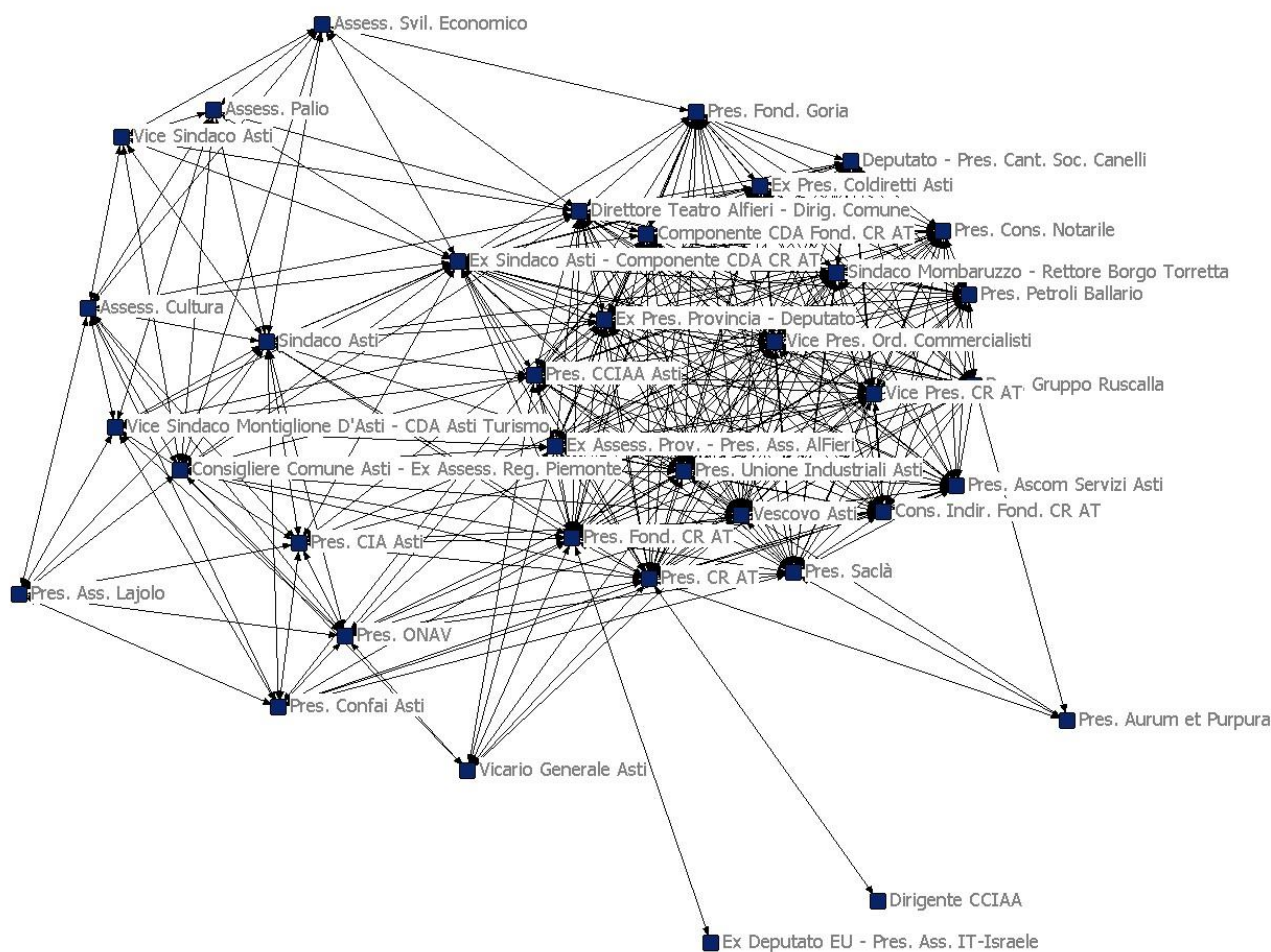 Assess. Svil. Economico
Assess. Palio
Pres. Fond. Goria
Vice Sindaco Asti
Deputato - Pres. Cant. Soc. Canelli
Ex Pres. Coldiretti Asti
Direttore Teatro Alfieri - Dirig. Comune
Componente CDA Fond. CR AT
Pres. Cons. Notarile
Ex Sindaco Asti - Componente CDA CR AT
Sindaco Mombaruzzo - Rettore Borgo Torretta
Pres. Petroli Ballario
Assess. Cultura
Ex Pres. Provincia - Deputato
Sindaco Asti
Vice Pres. Ord. Commercialisti
Pres. CCIAA Asti
Gruppo Ruscalla
Vice Pres. CR AT
Vice Sindaco Montiglione D'Asti - CDA Asti Turismo
Ex Assess. Prov. - Pres. Ass. AlFieri
Consigliere Comune Asti - Ex Assess. Reg. Piemonte
Pres. Unione Industriali Asti
Pres. Ascom Servizi Asti
Vescovo Asti
Cons. Indir. Fond. CR AT
Pres. CIA Asti
Pres. Fond. CR AT
Pres. Saclà
Pres. CR AT
Pres. Ass. Lajolo
Pres. ONAV
Pres. Confai Asti
Pres. Aurum et Purpura
Vicario Generale Asti
Dirigente CCIAA
Ex Deputato EU - Pres. Ass. IT-Israele